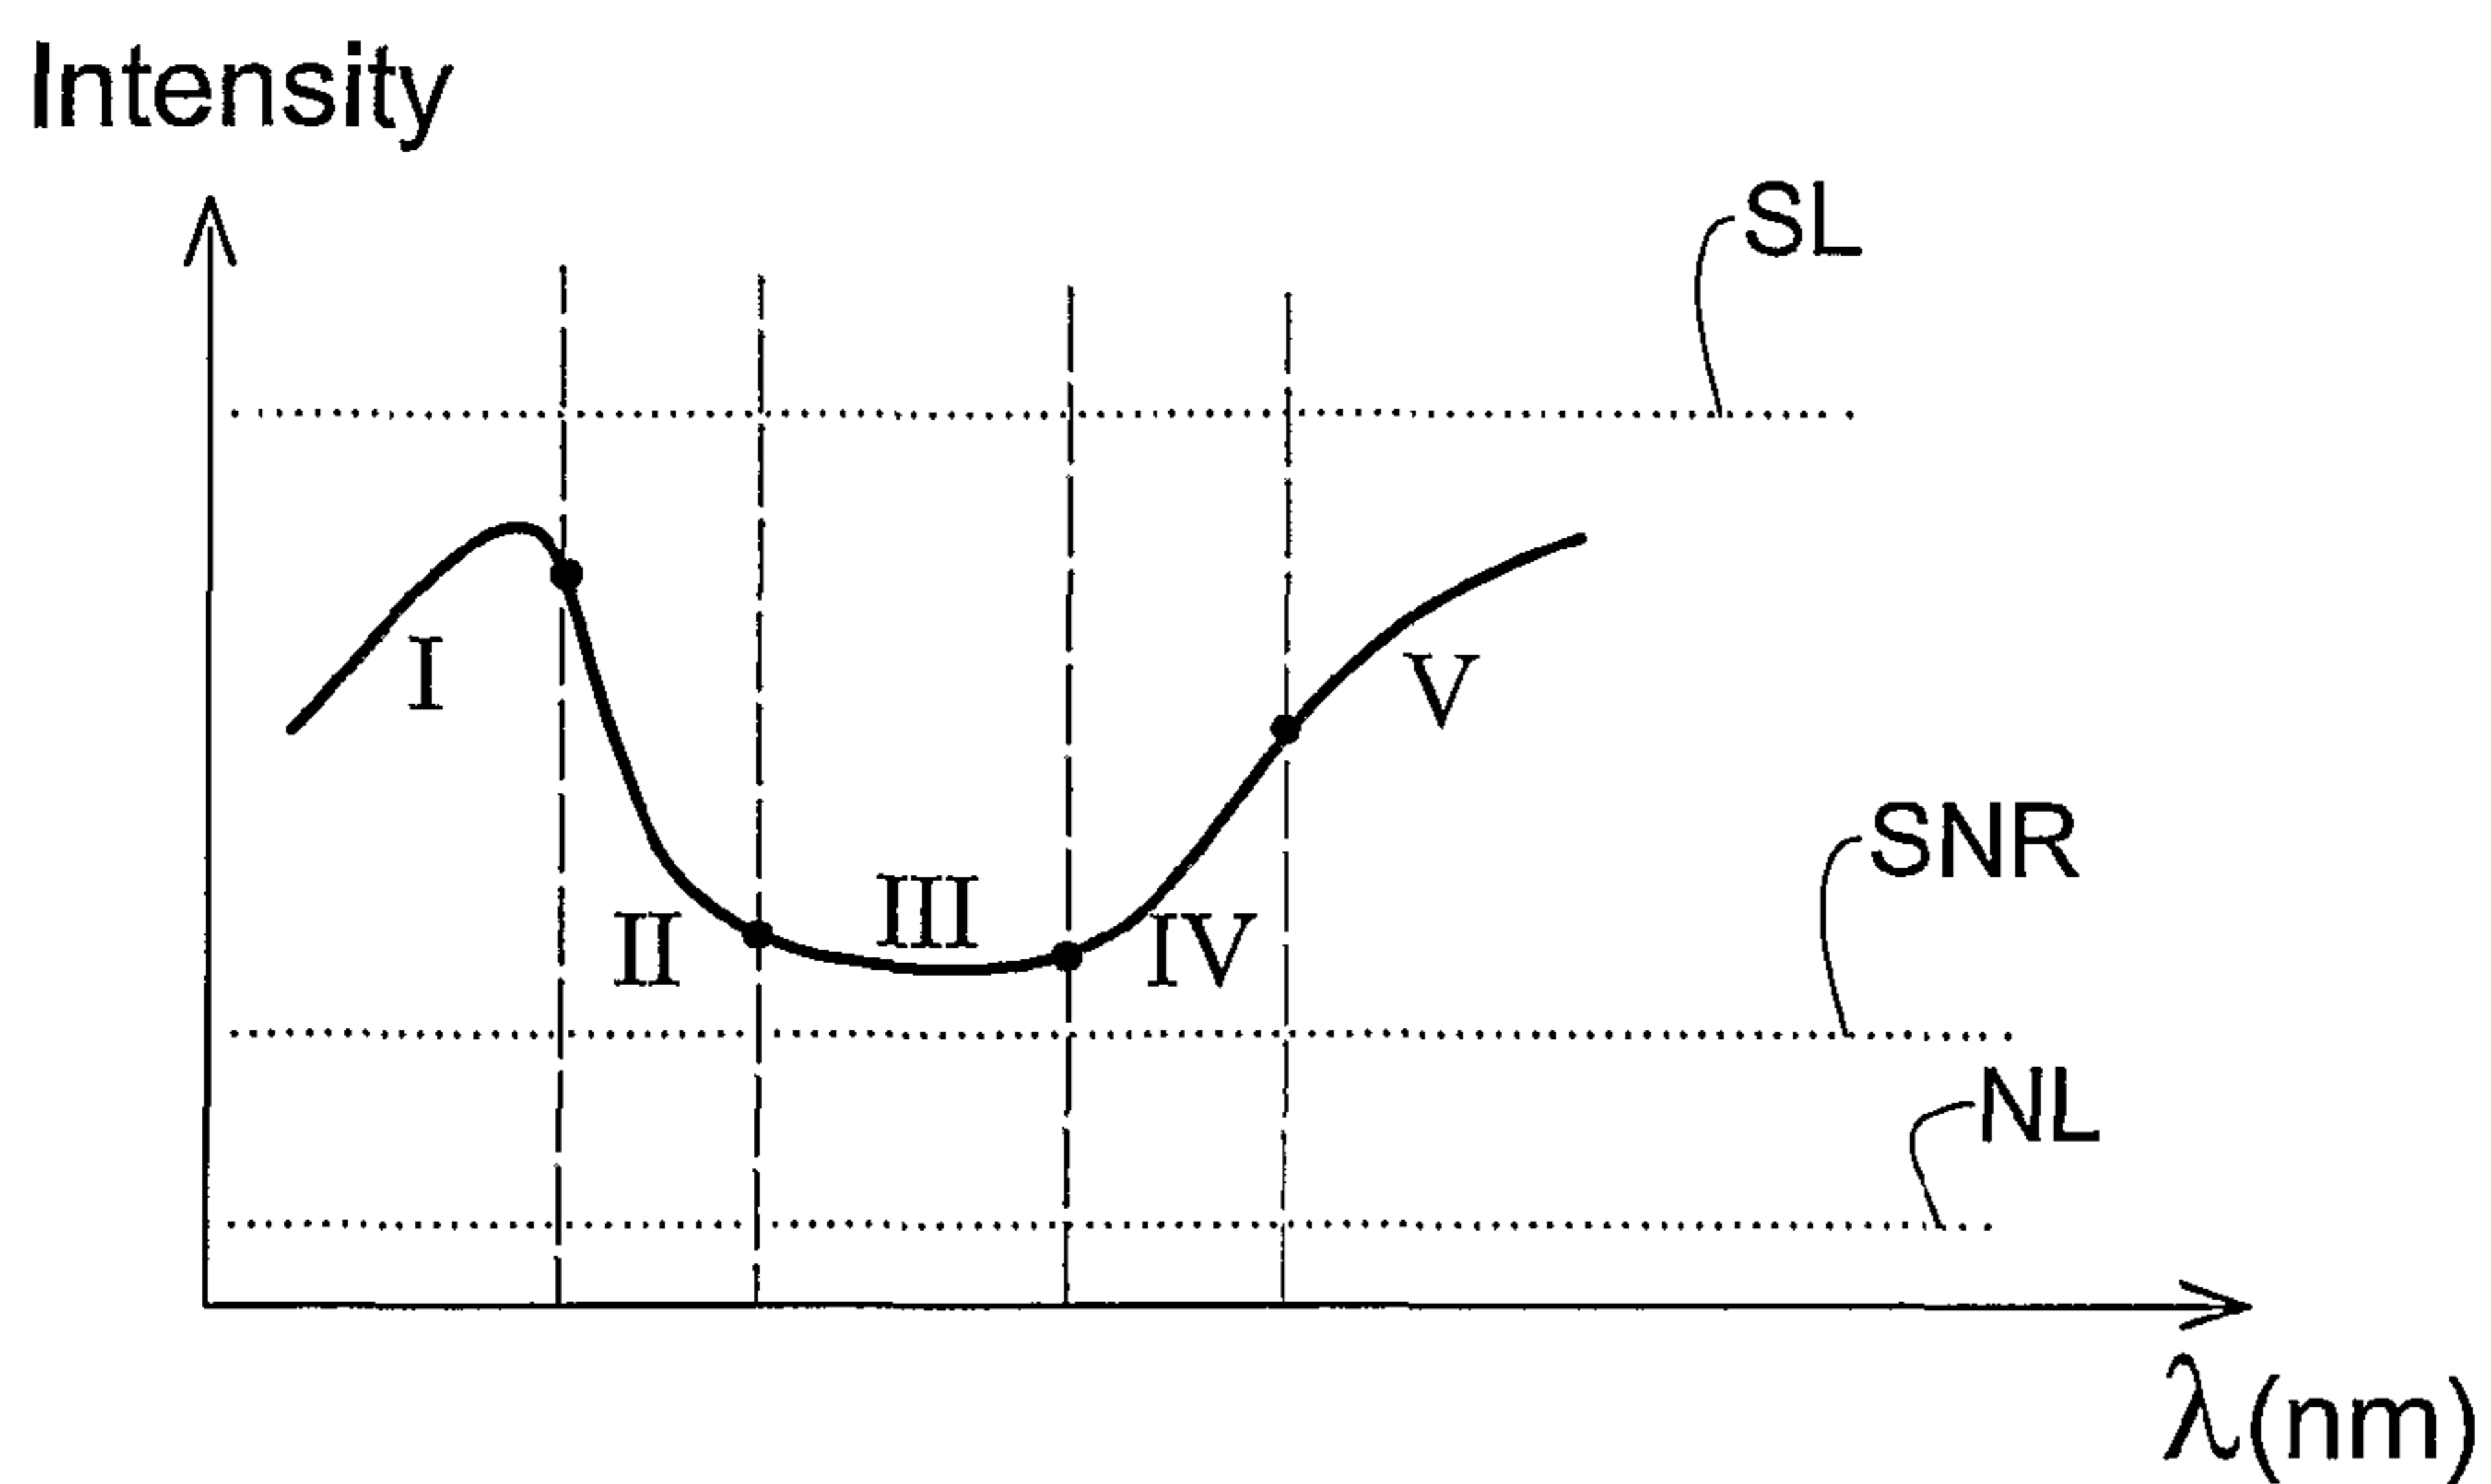 Intensity
SL
I
V
SNR
III
II
IV
NL
λ(nm)